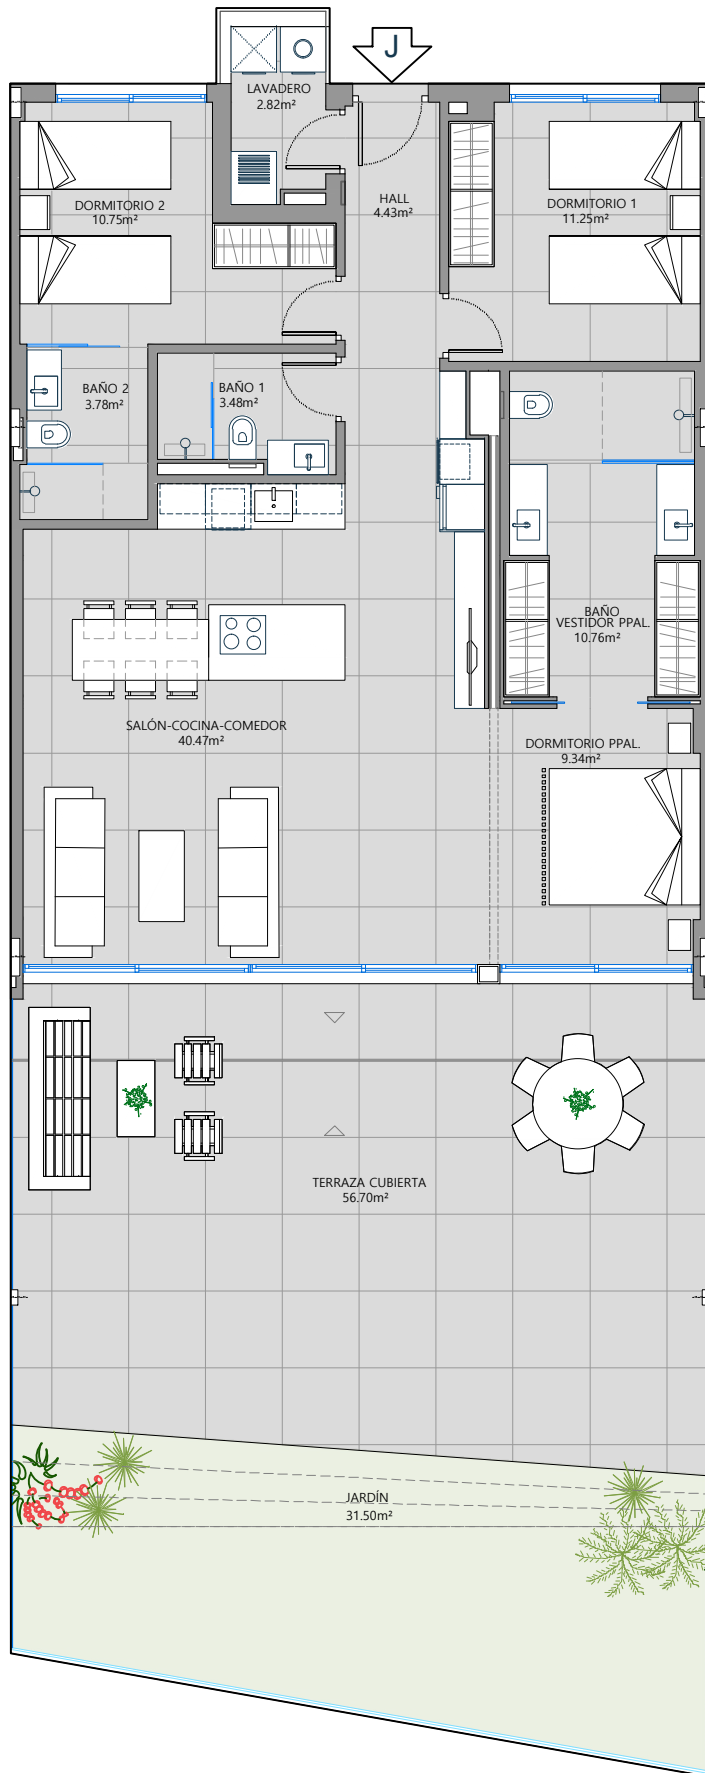 J
LAVADERO
2.82m²
HALL
4.43m²
DORMITORIO 2
10.75m²
DORMITORIO 1
11.25m²
BAÑO 2
3.78m²
BAÑO 1
3.48m²
BAÑO
VESTIDOR PPAL.
10.76m²
SALÓN-COCINA-COMEDOR
40.47m²
DORMITORIO PPAL.
9.34m²
TERRAZA CUBIERTA
56.70m²
JARDÍN
31.50m²